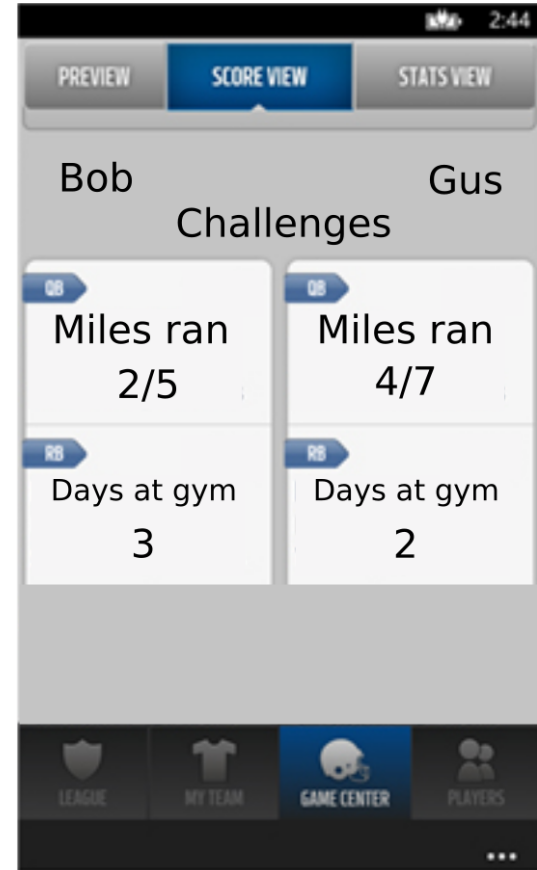 2:44
PREVIEW SCORE VIEW STATS VIEW
Bob Gus
Challenges
QB QB
Miles ran Miles ran
2/5 4/7
RB RB
Days at gym Days at gym
3 2
LEAGUE MY TEAM GAME CENTER PLAYERS
...